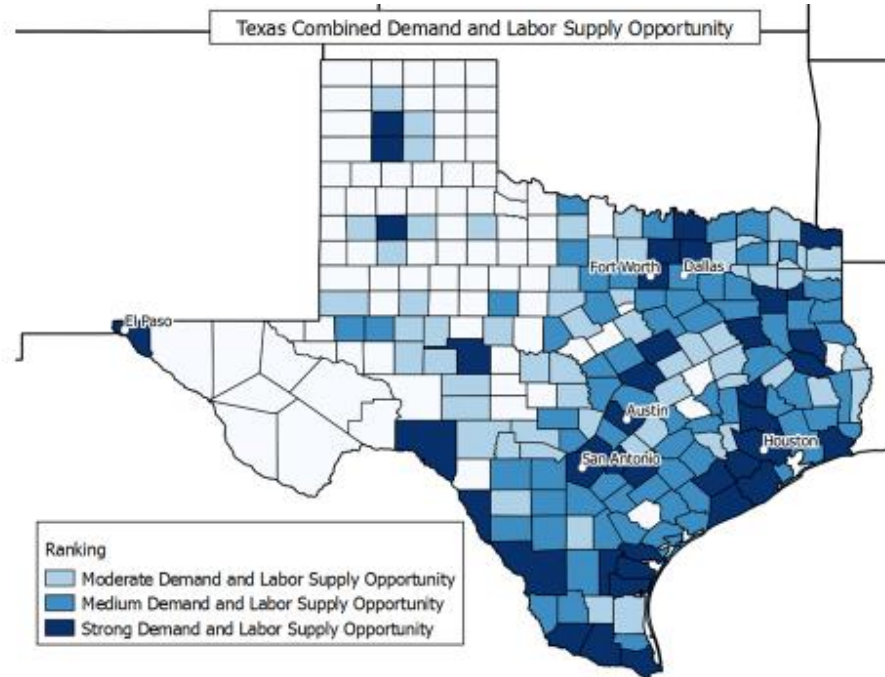 Texas Combined Demand and Labor Supply Opportunity
Fort Worth
Dallas
El Paso
Austin
Houston
San Antonio
Ranking
Moderate Demand and Labor Supply Opportunity
Medium Demand and Labor Supply Opportunity
Strong Demand and Labor Supply Opportunity